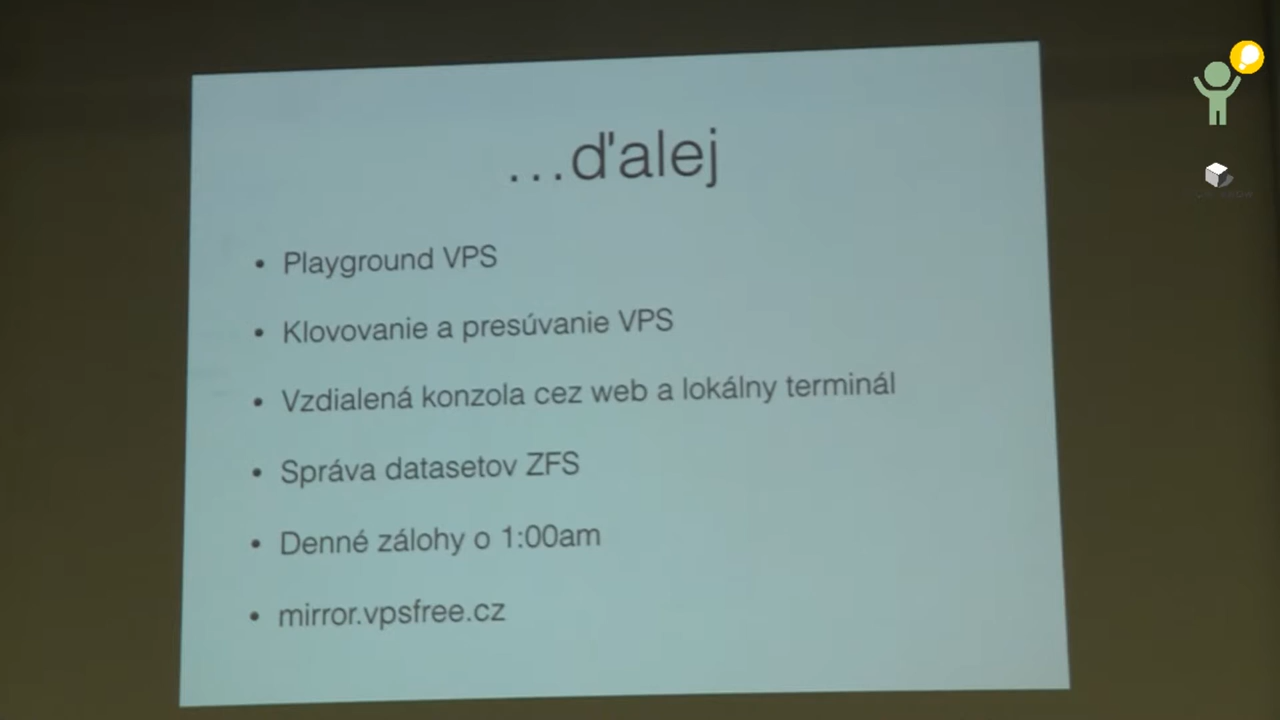 ...ďalej
• Playground VPS
• Klovovanie a presúvanie VPS
• Vzdialená konzola cez web a lokálny terminál
• Správa datasetov ZFS
• Denné zálohy o 1:00am
• mirror.vpsfree.cz